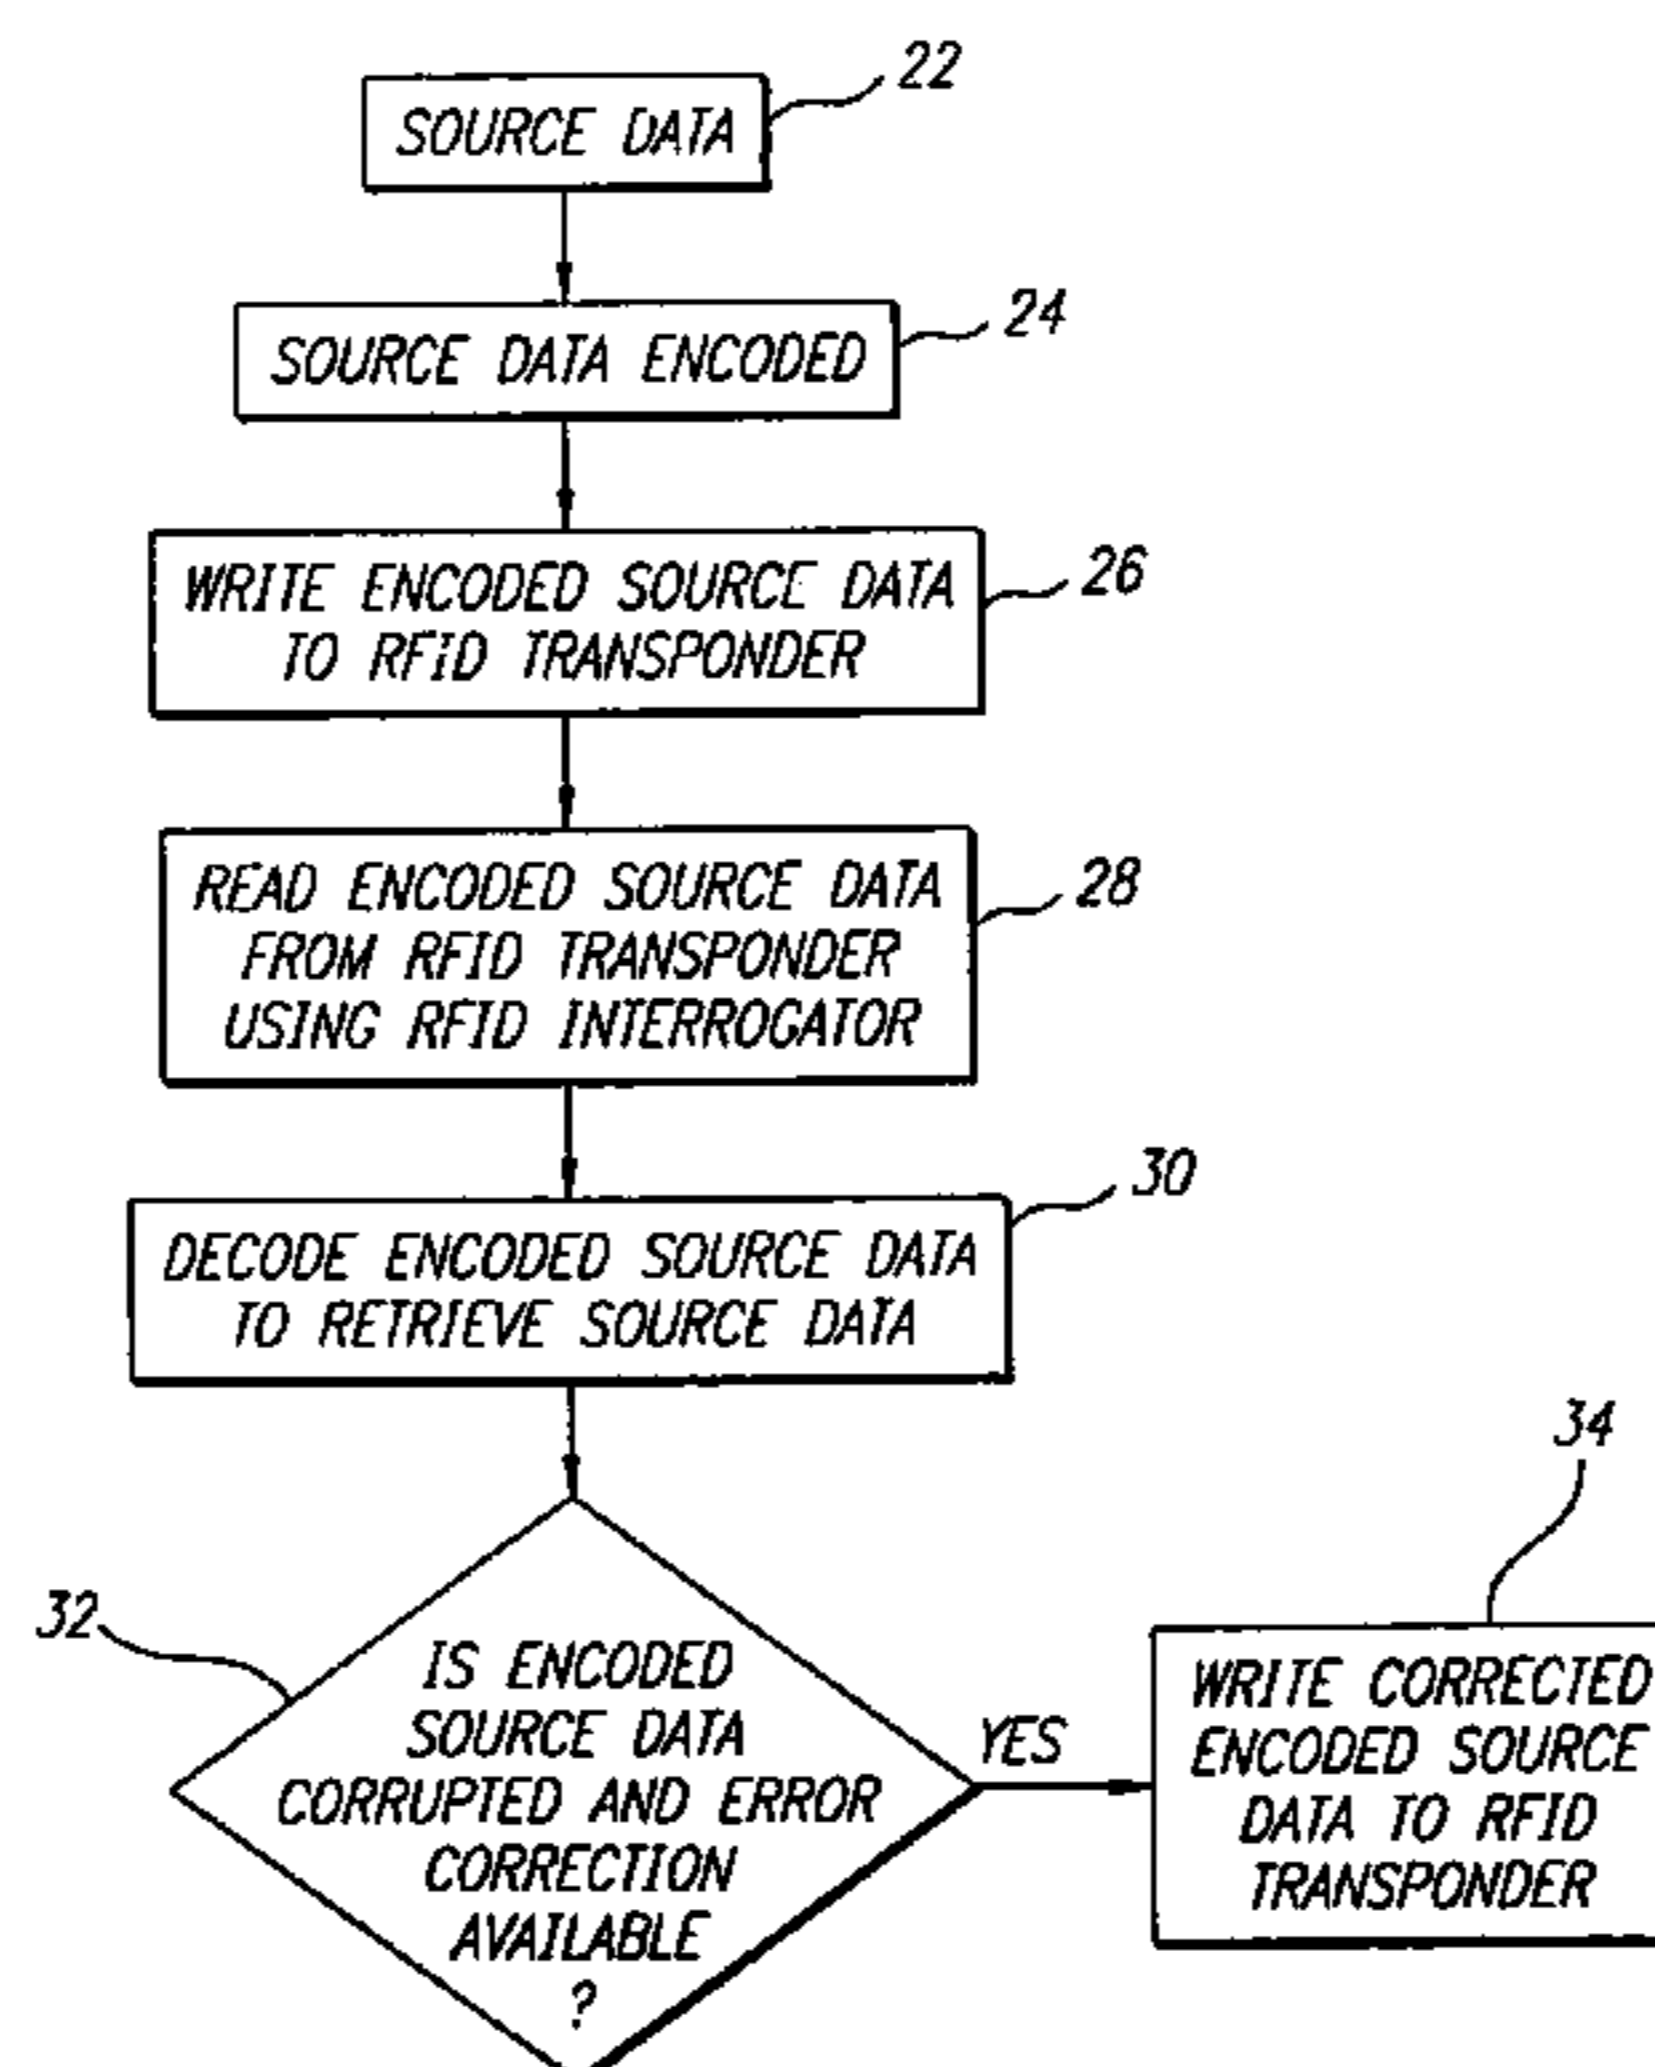 22
SOURCE DATA
24
SOURCE DATA ENCODED
26
WRITE ENCODED SOURCE DATA
TO RFID TRANSPONDER
28
READ ENCODED SOURCE DATA
FROM RFID TRANSPONDER
USING RFID INTERROGATOR
30
DECODE ENCODED SOURCE DATA
TO RETRIEVE SOURCE DATA
32
IS ENCODED
SOURCE DATA
CORRUPTED AND ERROR
CORRECTION
AVAILABLE
?
YES
34
WRITE CORRECTED
ENCODED SOURCE
DATA TO RFID
TRANSPONDER